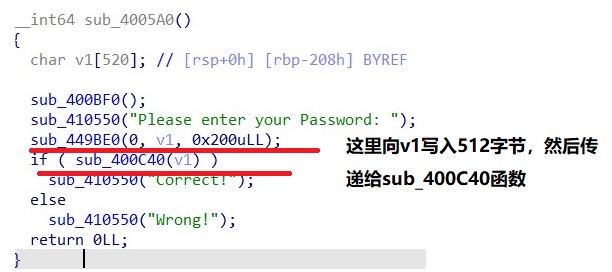 __int64 sub_4005A0()
{
char v1[520]; // [rsp+0h] [rbp-208h] BYREF
sub_400BF0();
sub_410550("Please enter your Password: ");
sub_449BE0(0, v1, 0x200uLL);
if ( sub_400C40(v1) )
sub_410550("Correct!");
else
sub_410550("Wrong!");
return 0LL;
}
这里向v1写入512字节，然后传
递给sub_400C40函数